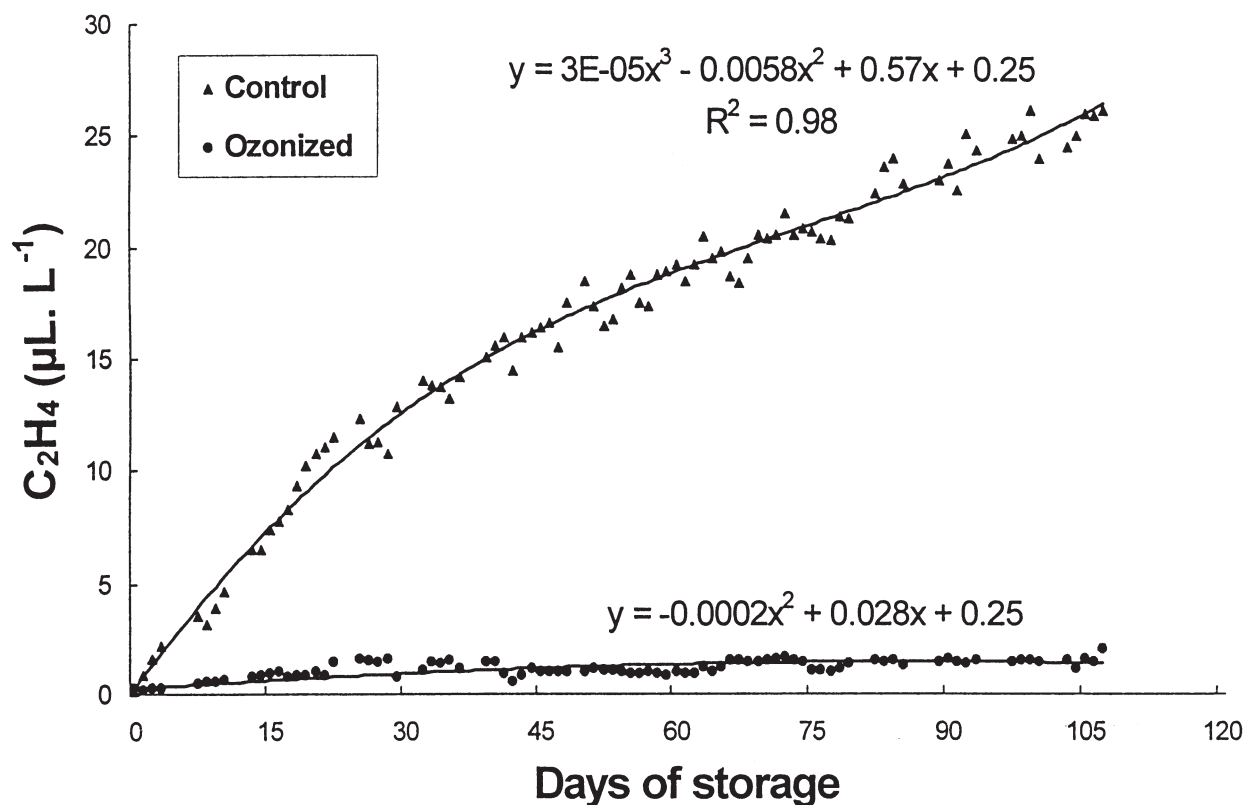 30
25
20
15
10
5
0
C₂H₄ (µL. L⁻¹)
Control
Ozonized
y = 3E-05x³ - 0.0058x² + 0.57x + 0.25
R² = 0.98
y = -0.0002x² + 0.028x + 0.25
0 15 30 45 60 75 90 105 120
Days of storage